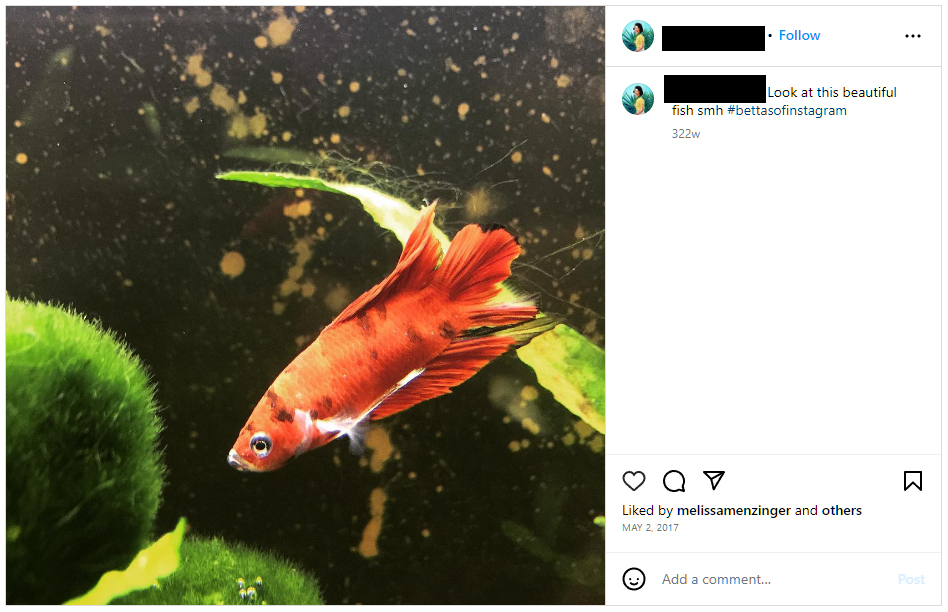 • Follow
Look at this beautiful
fish smh #bettasofinstagram
322w
Liked by melissamenzinger and others
MAY 2, 2017
Add a comment...
Post